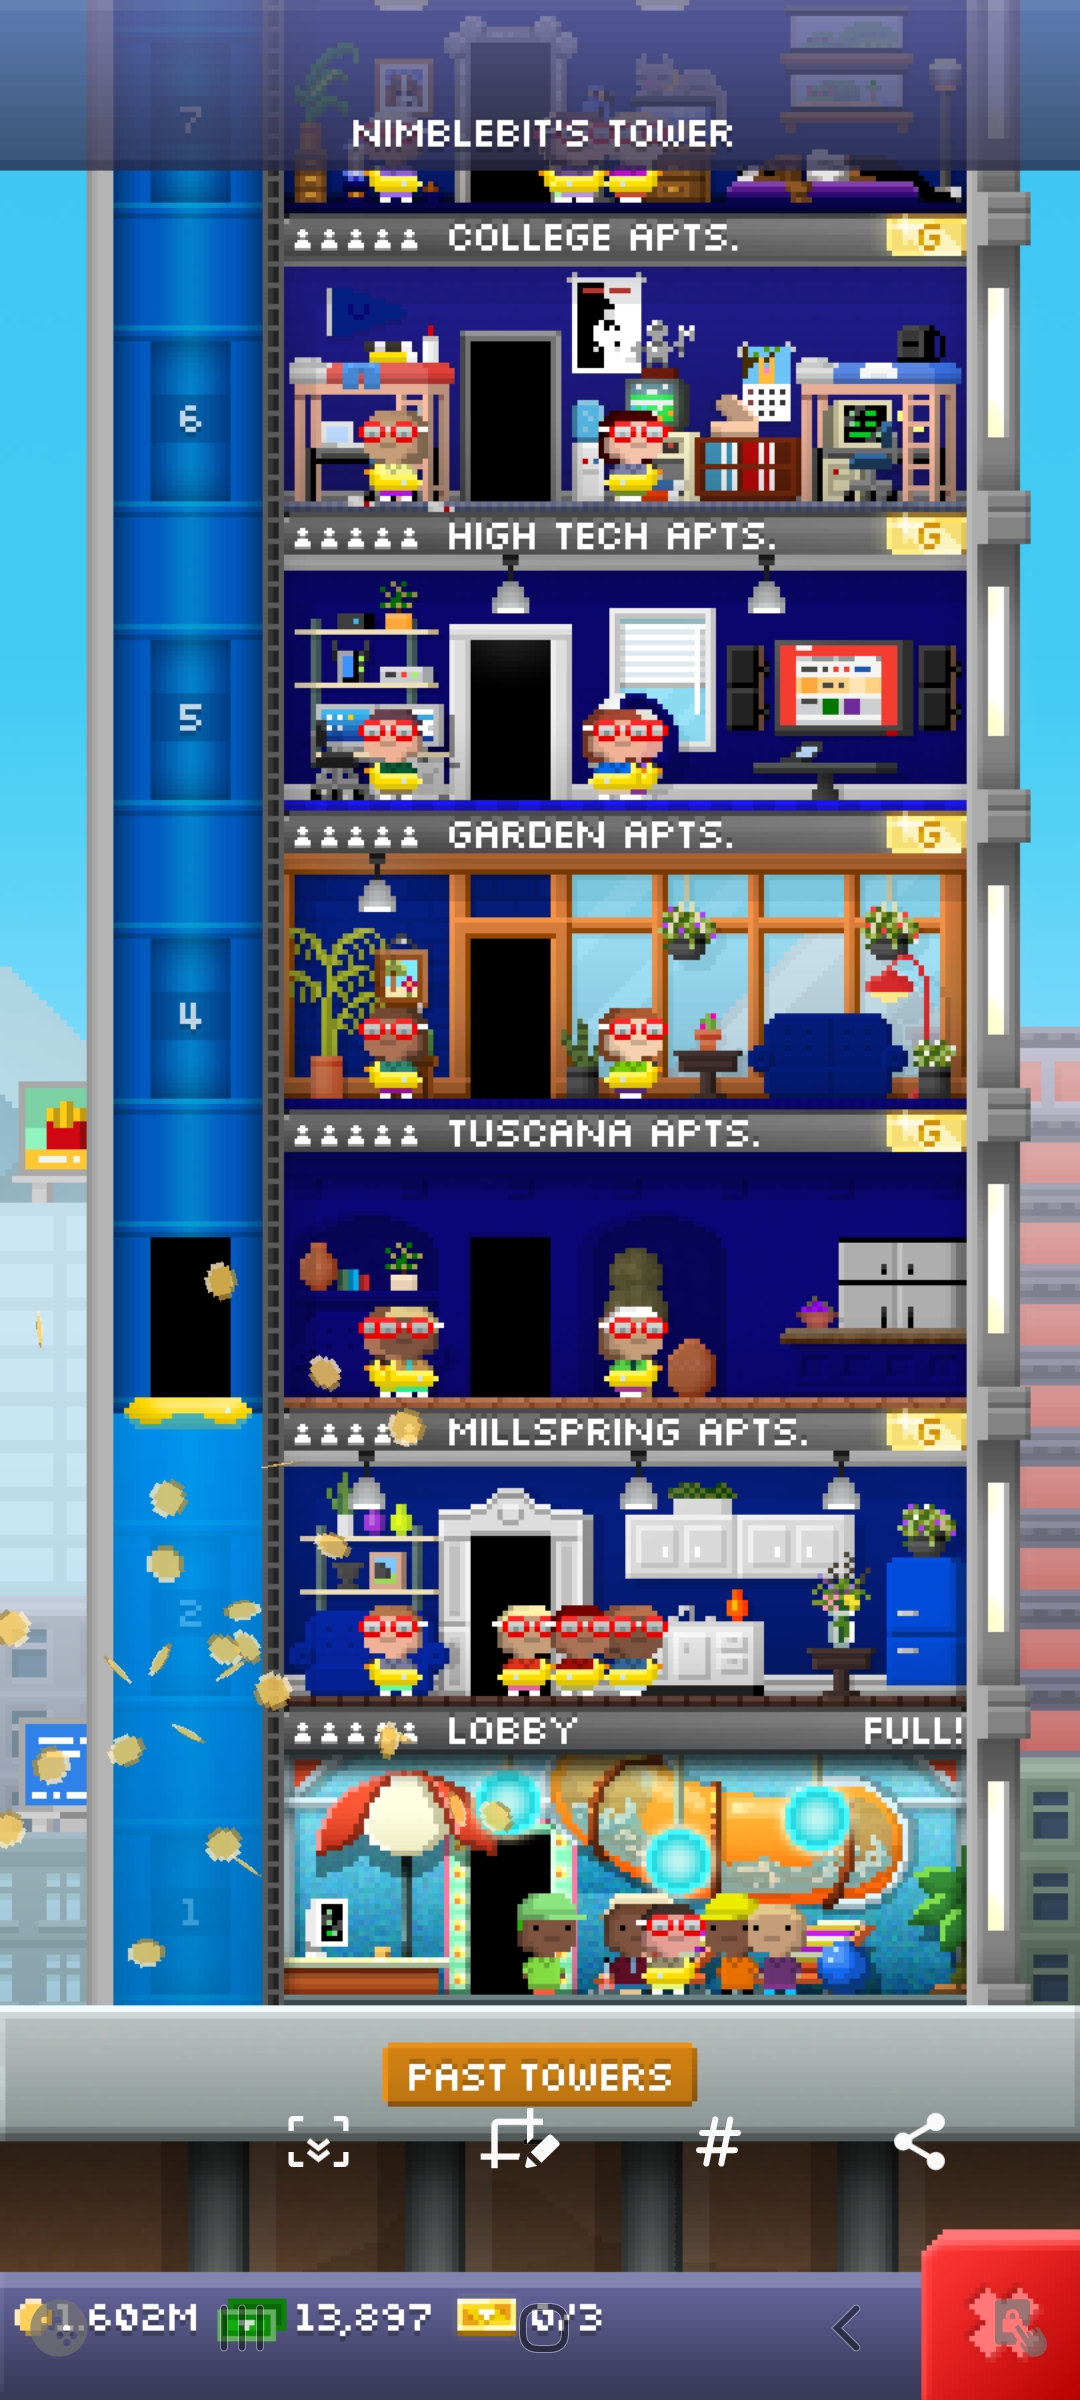 7
NIMBLEBIT'S TOWER
COLLEGE APTS. G
6
HIGH TECH APTS. G
5
GARDEN APTS. G
4
TUSCANA APTS. G
MILLSPRING APTS. G
2
LOBBY FULL!
1
PAST TOWERS
#
1.602M 13,897 0/3